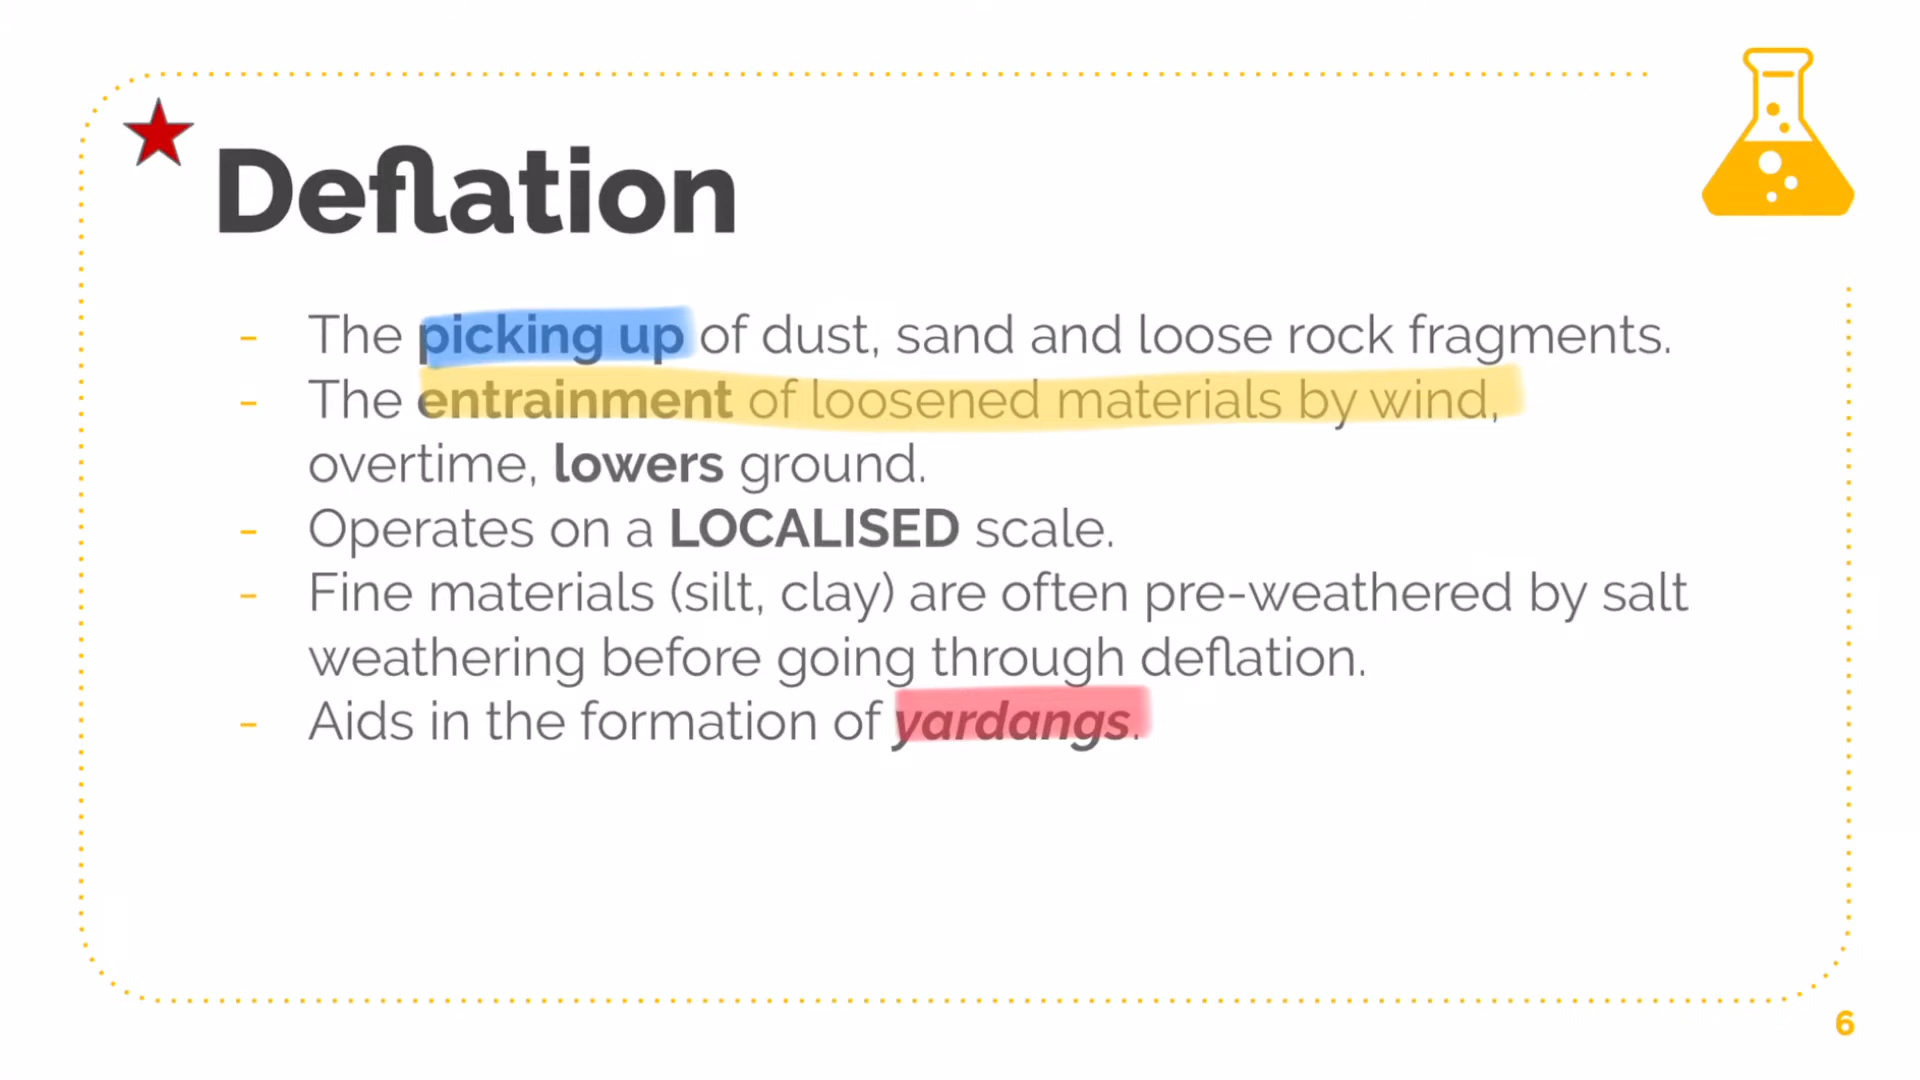 Deflation
- The picking up of dust, sand and loose rock fragments.
- The entrainment of loosened materials by wind,
overtime, lowers ground.
- Operates on a LOCALISED scale.
- Fine materials (silt, clay) are often pre-weathered by salt
weathering before going through deflation.
- Aids in the formation of yardangs.
6